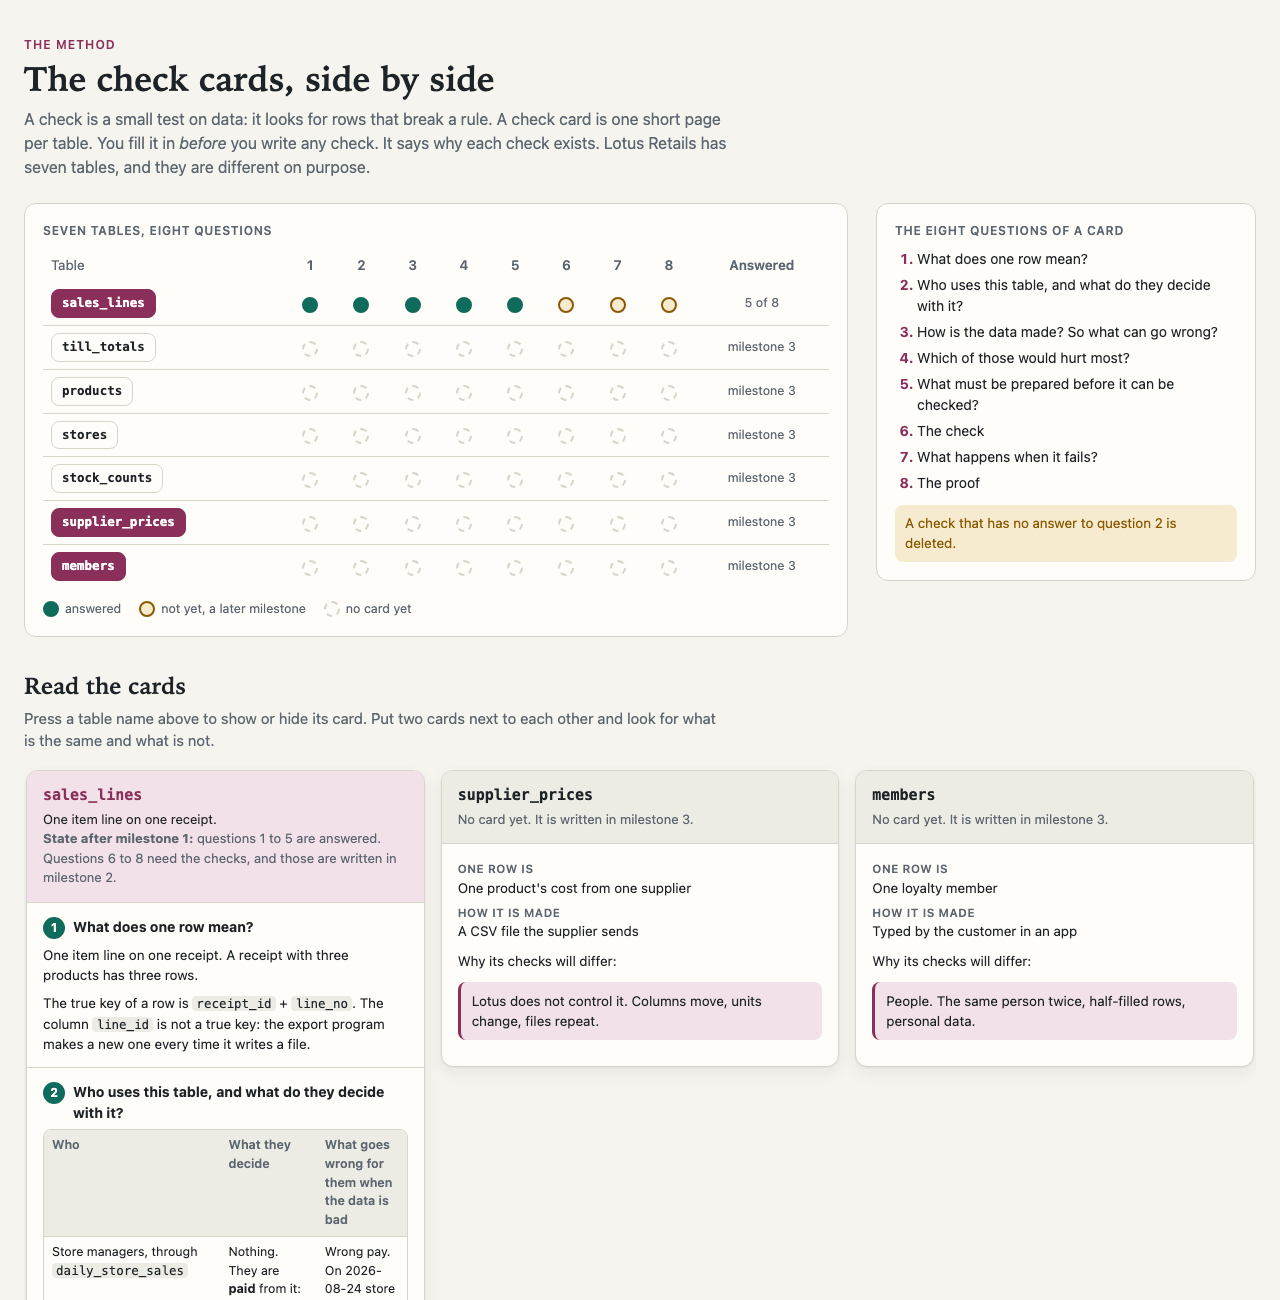 THE METHOD
The check cards, side by side
A check is a small test on data: it looks for rows that break a rule. A check card is one short page
per table. You fill it in before you write any check. It says why each check exists. Lotus Retails has
seven tables, and they are different on purpose.
SEVEN TABLES, EIGHT QUESTIONS
Table 1 2 3 4 5 6 7 8 Answered
sales_lines 5 of 8
till_totals milestone 3
products milestone 3
stores milestone 3
stock_counts milestone 3
supplier_prices milestone 3
members milestone 3
answered not yet, a later milestone no card yet
THE EIGHT QUESTIONS OF A CARD
1. What does one row mean?
2. Who uses this table, and what do they decide
with it?
3. How is the data made? So what can go wrong?
4. Which of those would hurt most?
5. What must be prepared before it can be
checked?
6. The check
7. What happens when it fails?
8. The proof
A check that has no answer to question 2 is
deleted.
Read the cards
Press a table name above to show or hide its card. Put two cards next to each other and look for what
is the same and what is not.
sales_lines
One item line on one receipt.
State after milestone 1: questions 1 to 5 are answered.
Questions 6 to 8 need the checks, and those are written in
milestone 2.
1 What does one row mean?
One item line on one receipt. A receipt with three
products has three rows.
The true key of a row is receipt_id + line_no. The
column line_id is not a true key: the export program
makes a new one every time it writes a file.
2 Who uses this table, and what do they decide
with it?
Who
What they
decide
What goes
wrong for
them when
the data is
bad
Store managers, through
daily_store_sales
Nothing.
They are
paid from it:
Wrong pay.
On 2026-
08-24 store
supplier_prices
No card yet. It is written in milestone 3.
ONE ROW IS
One product's cost from one supplier
HOW IT IS MADE
A CSV file the supplier sends
Why its checks will differ:
Lotus does not control it. Columns move, units
change, files repeat.
members
No card yet. It is written in milestone 3.
ONE ROW IS
One loyalty member
HOW IT IS MADE
Typed by the customer in an app
Why its checks will differ:
People. The same person twice, half-filled rows,
personal data.